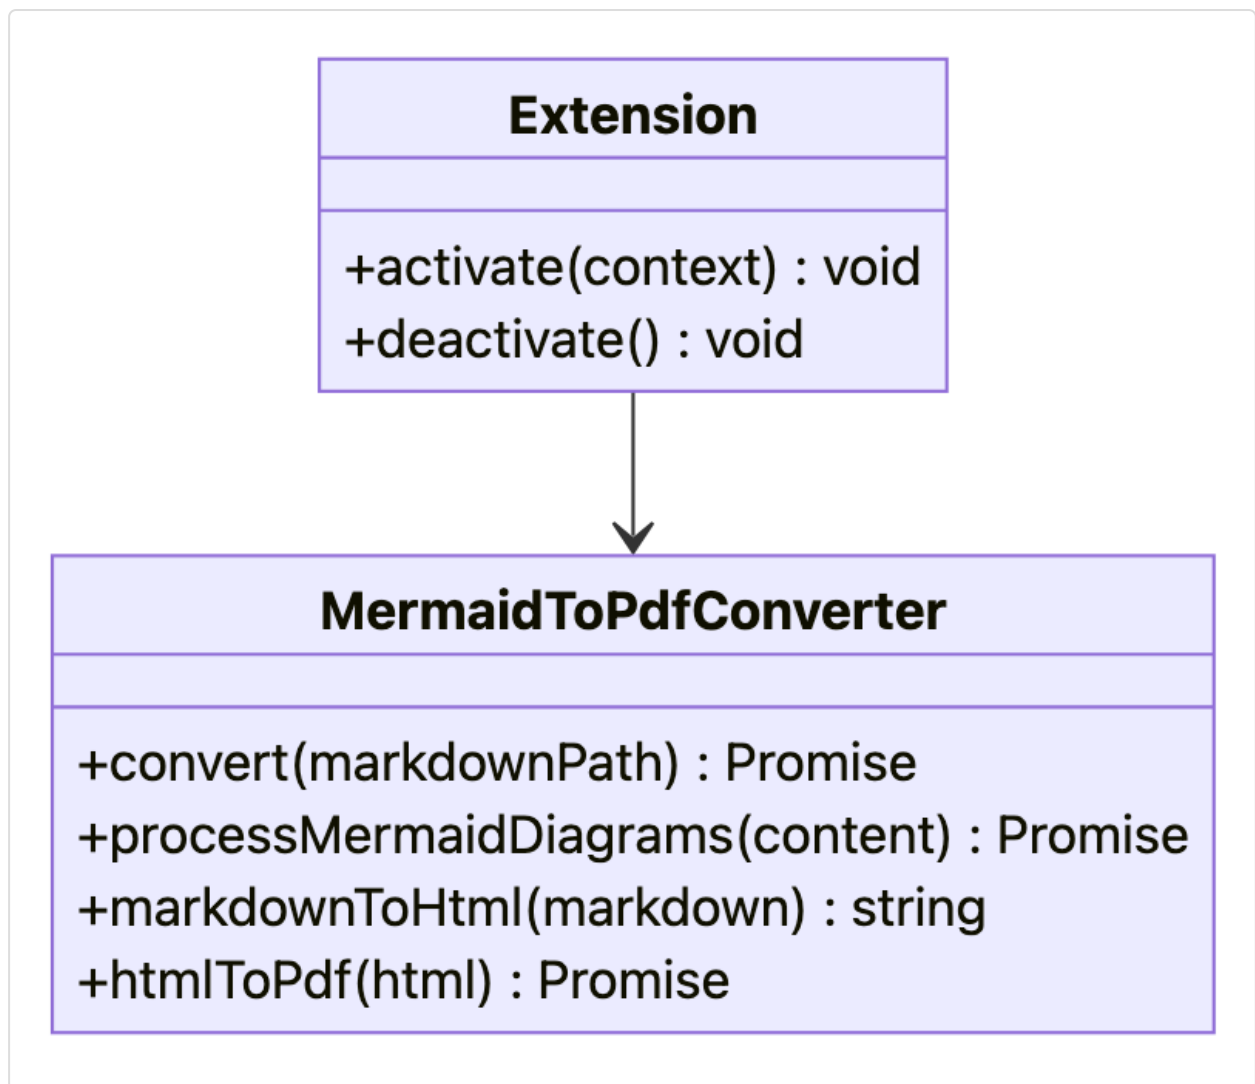 Extension
+activate(context) : void
+deactivate() : void
MermaidToPdfConverter
+convert(markdownPath) : Promise
+processMermaidDiagrams(content) : Promise
+markdownToHtml(markdown) : string
+htmlToPdf(html) : Promise